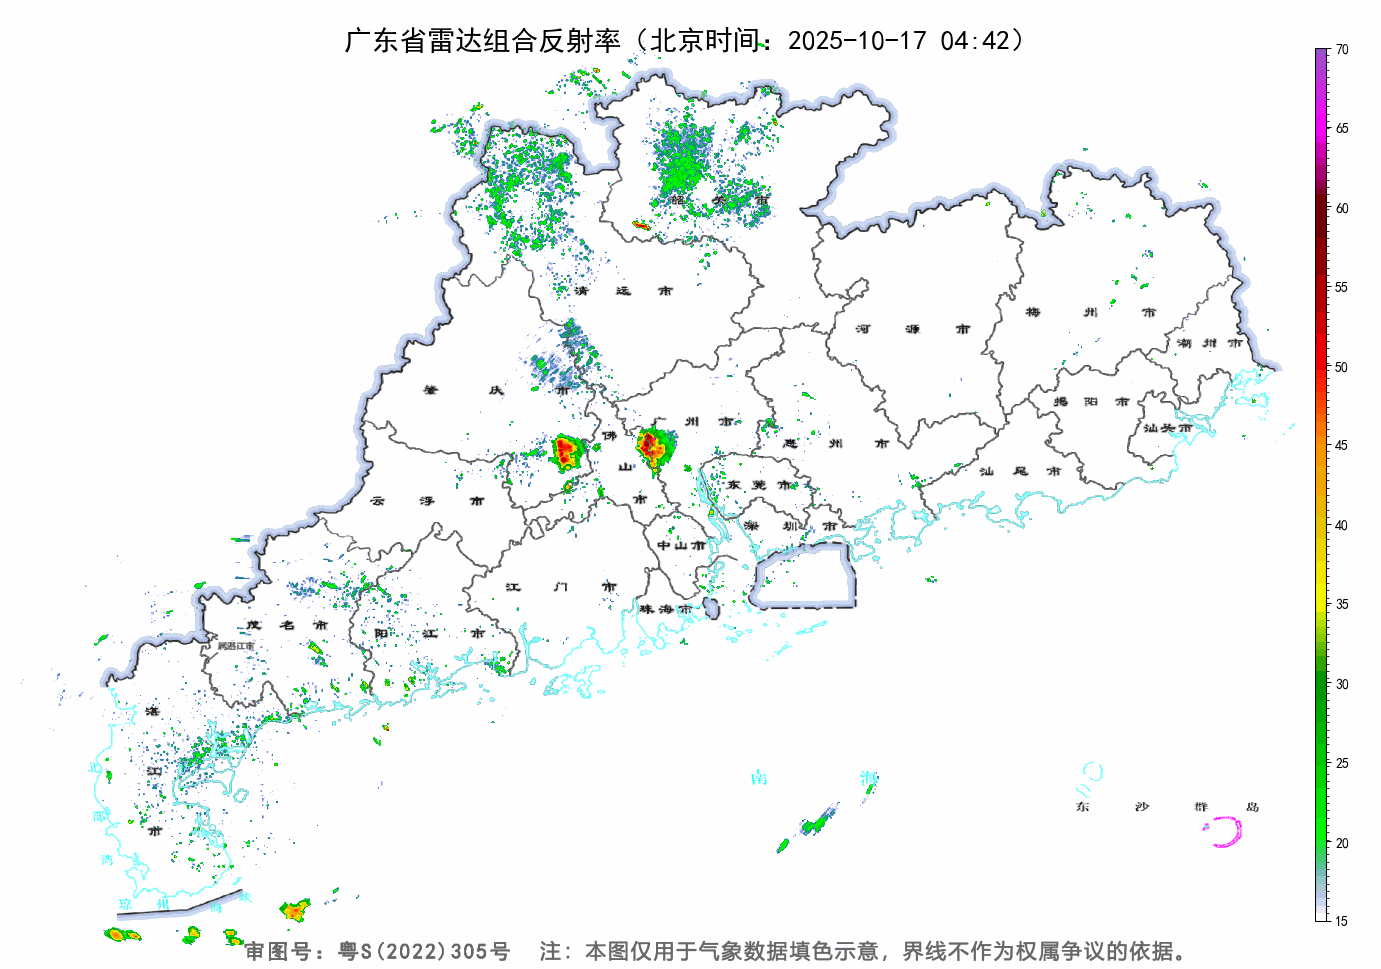 广东省雷达组合反射率（北京时间：2025-10-17 04:42）
70
65
60
55
50
45
40
35
30
25
20
15
韶关市
清远市
河源市
梅州市
潮州市
肇庆市
广州市
佛山市
惠州市
揭阳市
汕头市
汕尾市
东莞市
云浮市
深圳市
中山市
江门市
珠海市
茂名市
阳江市
属湛江市
湛江市
北部湾
南海
东沙群岛
琼州海峡
审图号：粤S(2022)305号 注：本图仅用于气象数据填色示意，界线不作为权属争议的依据。